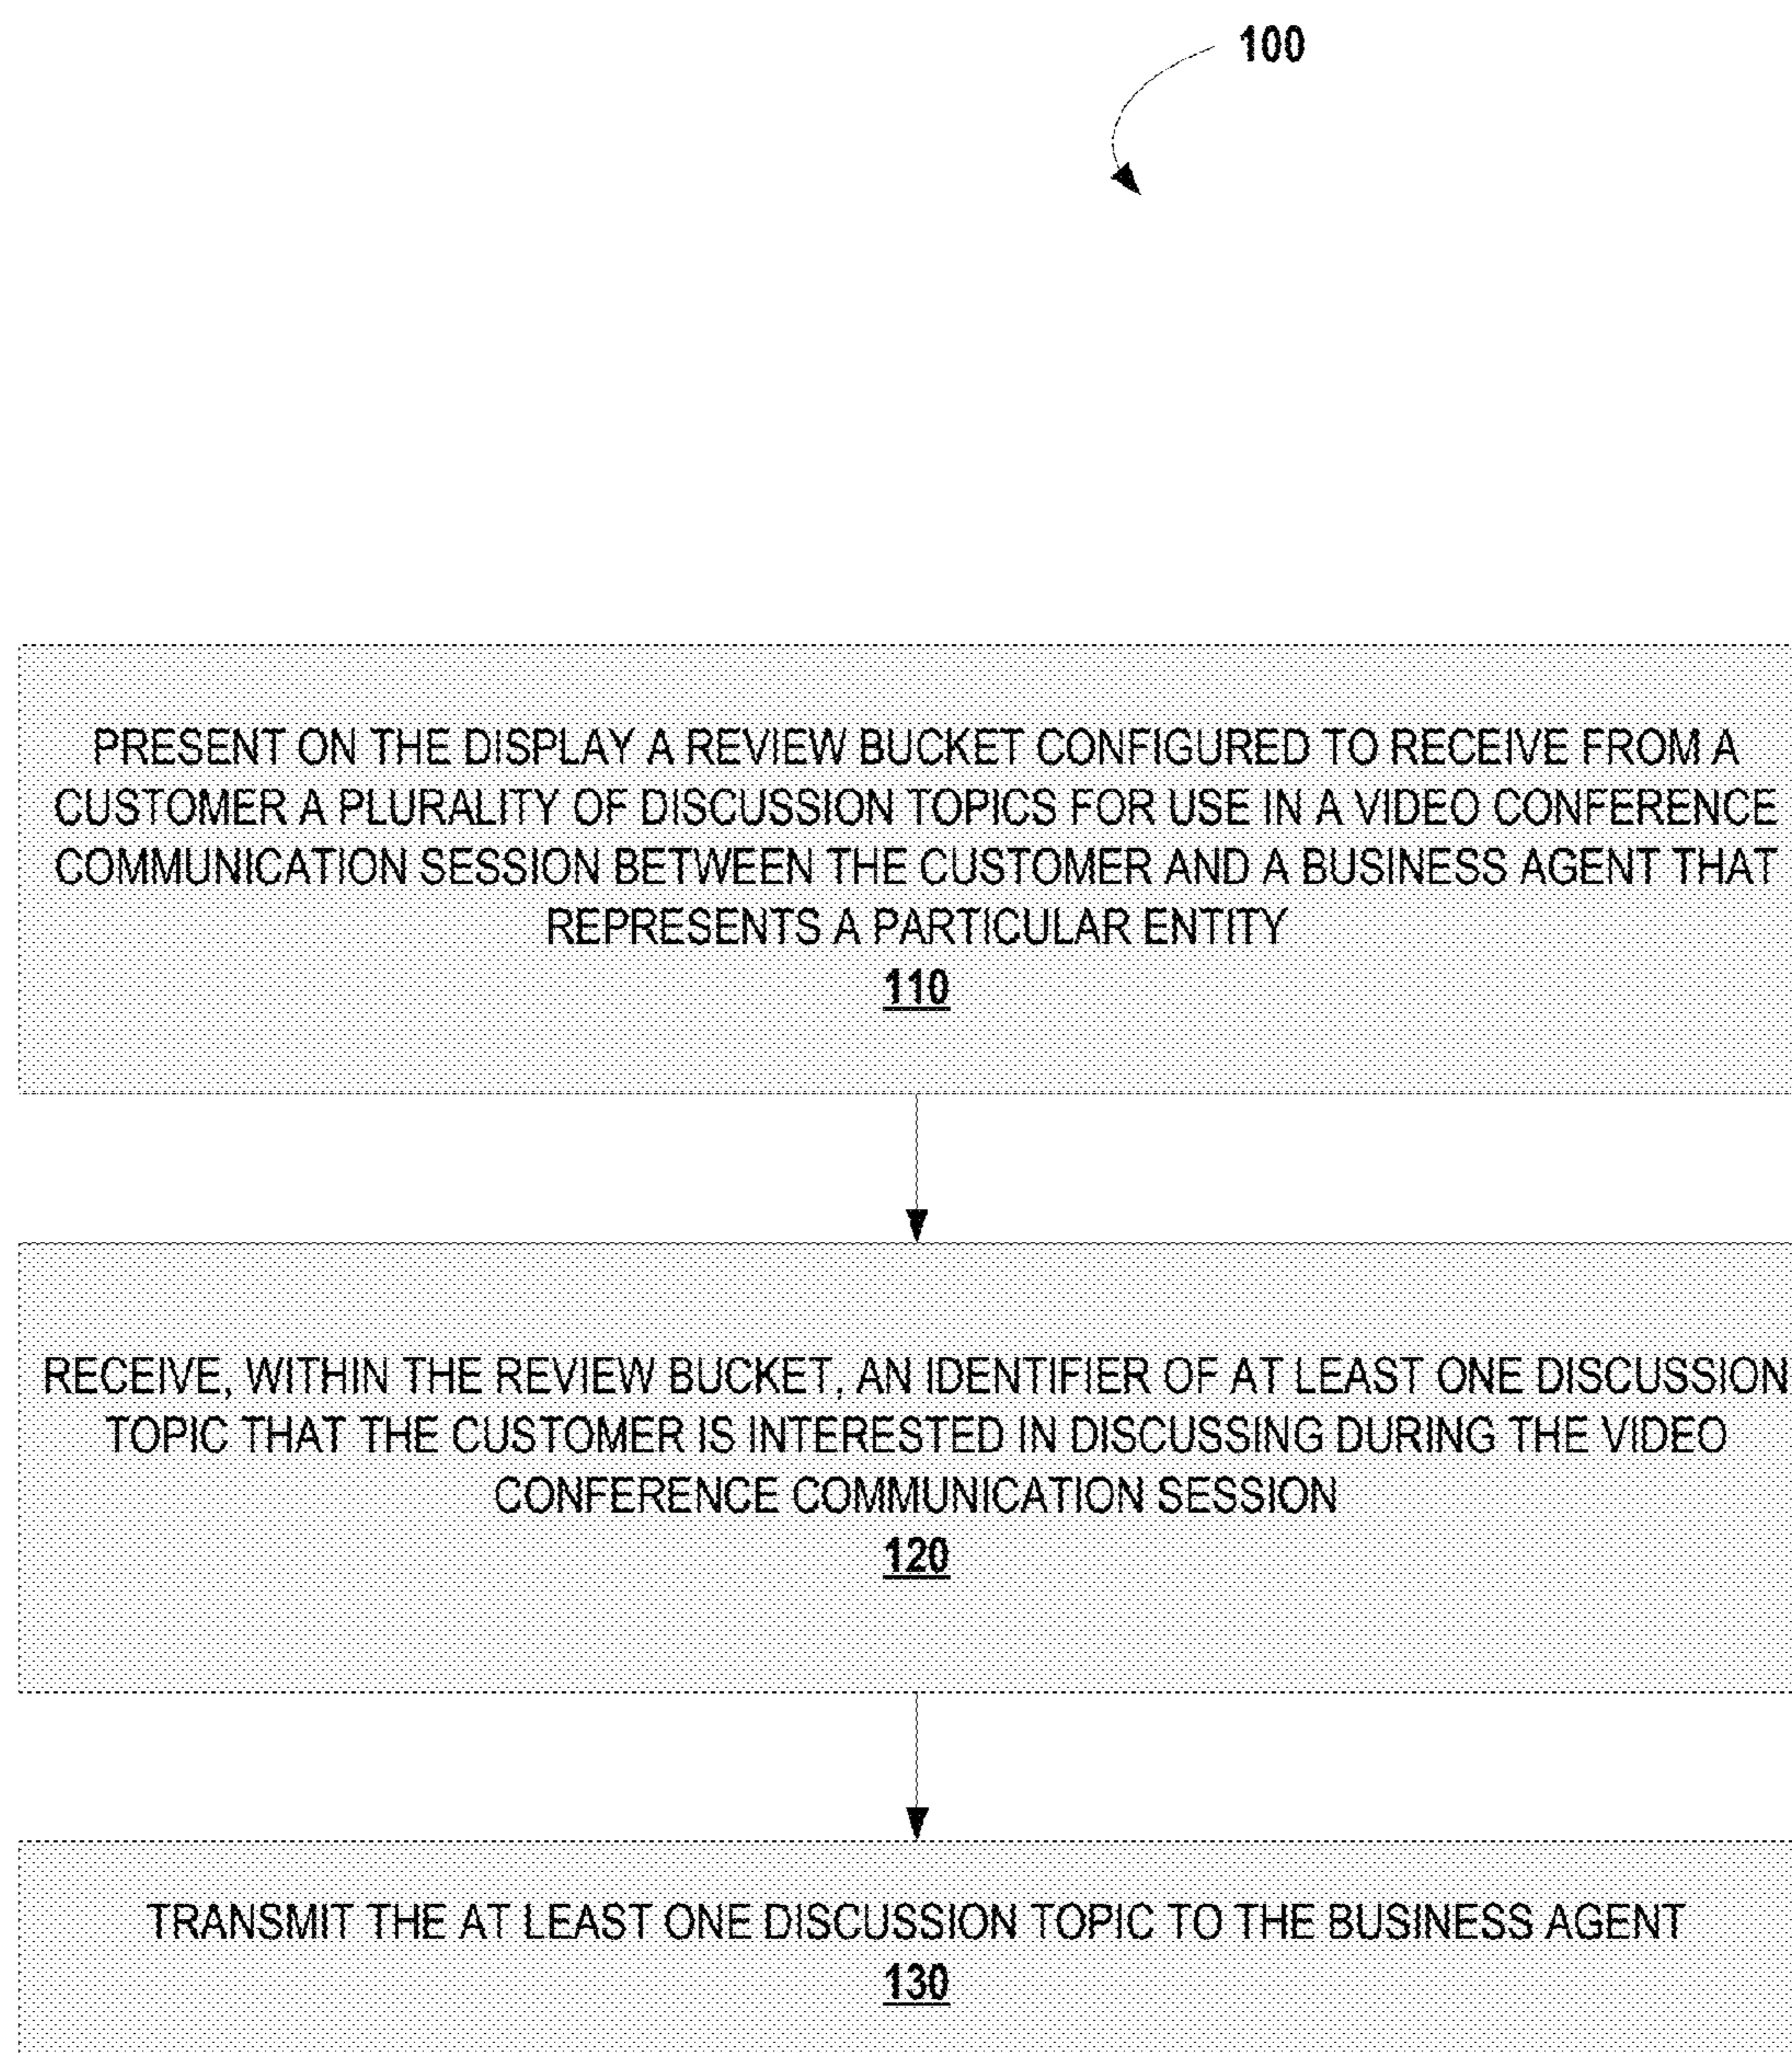 100
PRESENT ON THE DISPLAY A REVIEW BUCKET CONFIGURED TO RECEIVE FROM A
CUSTOMER A PLURALITY OF DISCUSSION TOPICS FOR USE IN A VIDEO CONFERENCE
COMMUNICATION SESSION BETWEEN THE CUSTOMER AND A BUSINESS AGENT THAT
REPRESENTS A PARTICULAR ENTITY
110
RECEIVE, WITHIN THE REVIEW BUCKET, AN IDENTIFIER OF AT LEAST ONE DISCUSSION
TOPIC THAT THE CUSTOMER IS INTERESTED IN DISCUSSING DURING THE VIDEO
CONFERENCE COMMUNICATION SESSION
120
TRANSMIT THE AT LEAST ONE DISCUSSION TOPIC TO THE BUSINESS AGENT
130